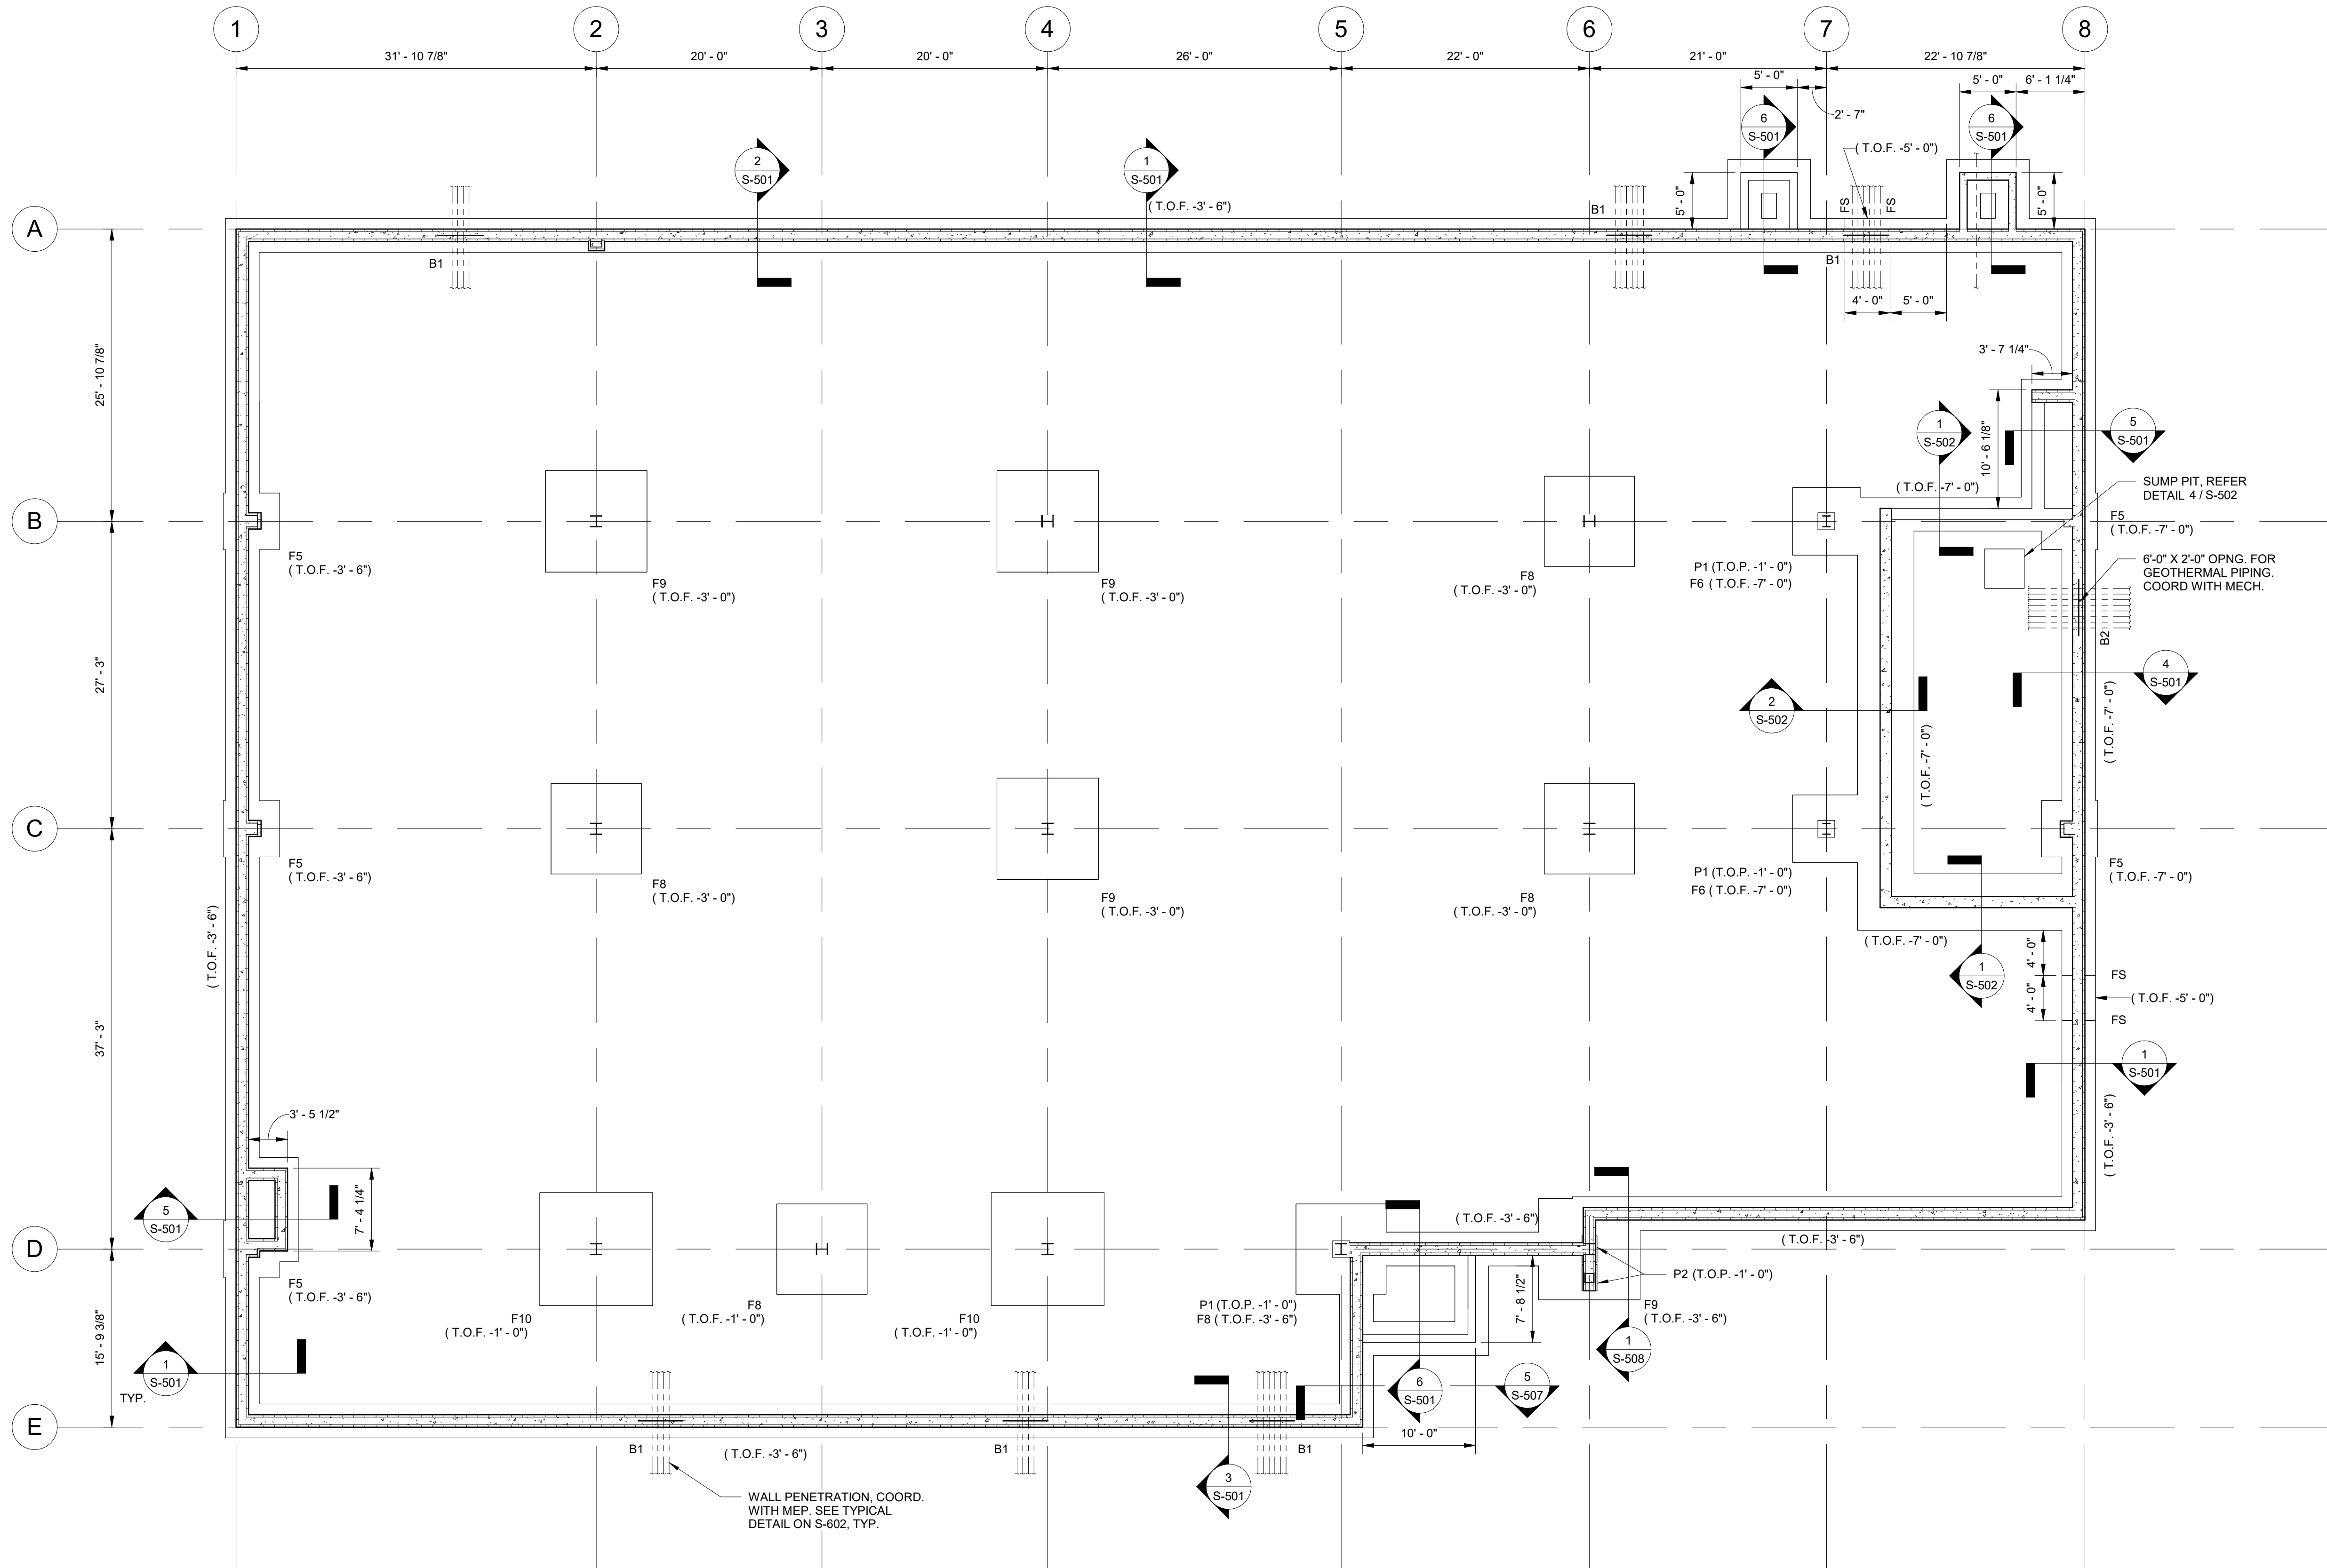 1 2 3 4 5 6 7 8
31' - 10 7/8" 20' - 0" 20' - 0" 26' - 0" 22' - 0" 21' - 0" 22' - 10 7/8"
5' - 0" 5' - 0" 6' - 1 1/4"
2' - 7"
6
S-501
6
S-501
2
S-501
1
S-501
( T.O.F. -5' - 0")
( T.O.F. -3' - 6")
5' - 0"
5' - 0"
B1
FS
FS
A
B1
B1
4' - 0" 5' - 0"
25' - 10 7/8"
3' - 7 1/4"
10' - 6 1/8"
1
S-502
5
S-501
SUMP PIT, REFER
DETAIL 4 / S-502
( T.O.F. -7' - 0")
B
F5
( T.O.F. -7' - 0")
F5
( T.O.F. -3' - 6")
F9
( T.O.F. -3' - 0")
F9
( T.O.F. -3' - 0")
F8
( T.O.F. -3' - 0")
P1 (T.O.P. -1' - 0")
F6 ( T.O.F. -7' - 0")
6'-0" X 2'-0" OPNG. FOR
GEOTHERMAL PIPING.
COORD WITH MECH.
B2
27' - 3"
4
S-501
2
S-502
( T.O.F. -7' - 0")
( T.O.F. -7' - 0")
C
F5
( T.O.F. -3' - 6")
F8
( T.O.F. -3' - 0")
F9
( T.O.F. -3' - 0")
F8
( T.O.F. -3' - 0")
P1 (T.O.P. -1' - 0")
F6 ( T.O.F. -7' - 0")
F5
( T.O.F. -7' - 0")
( T.O.F. -3' - 6")
( T.O.F. -7' - 0")
4' - 0"
4' - 0"
1
S-502
FS
( T.O.F. -5' - 0")
FS
37' - 3"
1
S-501
( T.O.F. -3' - 6")
3' - 5 1/2"
7' - 4 1/4"
5
S-501
( T.O.F. -3' - 6")
( T.O.F. -3' - 6")
D
F5
( T.O.F. -3' - 6")
F10
( T.O.F. -1' - 0")
F8
( T.O.F. -1' - 0")
F10
( T.O.F. -1' - 0")
P1 (T.O.P. -1' - 0")
F8 ( T.O.F. -3' - 6")
7' - 8 1/2"
P2 (T.O.P. -1' - 0")
F9
( T.O.F. -3' - 6")
15' - 9 3/8"
1
S-501
TYP.
1
S-508
6
S-501
5
S-507
10' - 0"
E
B1
( T.O.F. -3' - 6")
B1
B1
3
S-501
WALL PENETRATION, COORD.
WITH MEP. SEE TYPICAL
DETAIL ON S-602, TYP.